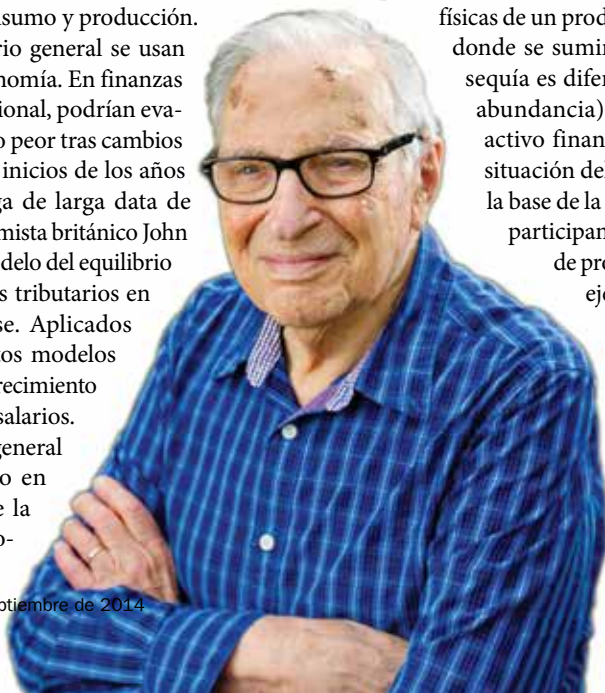 sumo y producción.
rio general se usan
nomía. En finanzas
ional, podrían eva-
o peor tras cambios
inicios de los años
ga de larga data de
mista británico John
delo del equilibrio
s tributarios en
se. Aplicados
tos modelos
recimiento
salarios.
general
o en
e la
o-
ptiembre de 2014
físicas de un prod
donde se sumin
sequía es difer
abundancia)
activo finan
situación de
la base de la
participan
de pro
eje